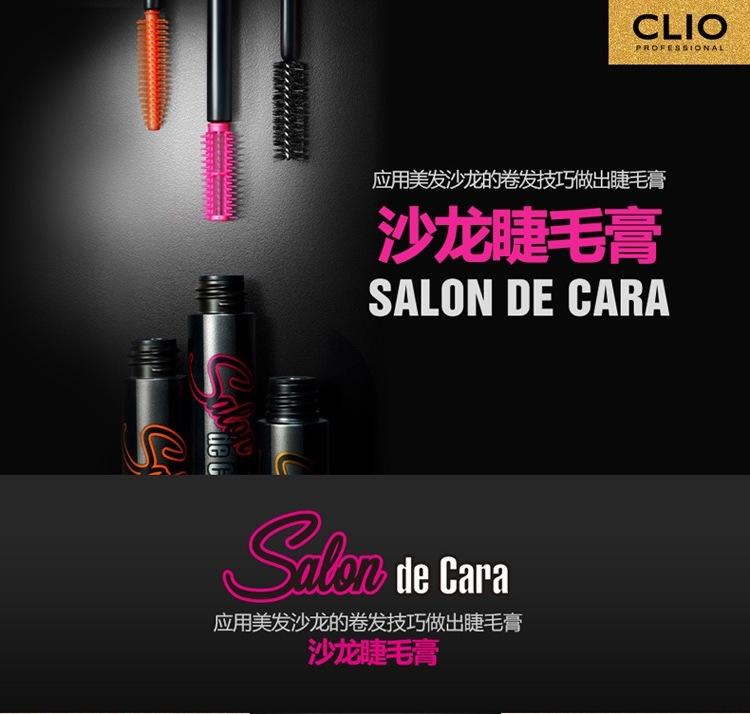 CLIO
PROFESSIONAL
应用美发沙龙的卷发技巧做出睫毛膏
沙龙睫毛膏
SALON DE CARA
Salon
de C
Salon de Cara
应用美发沙龙的卷发技巧做出睫毛膏
沙龙睫毛膏